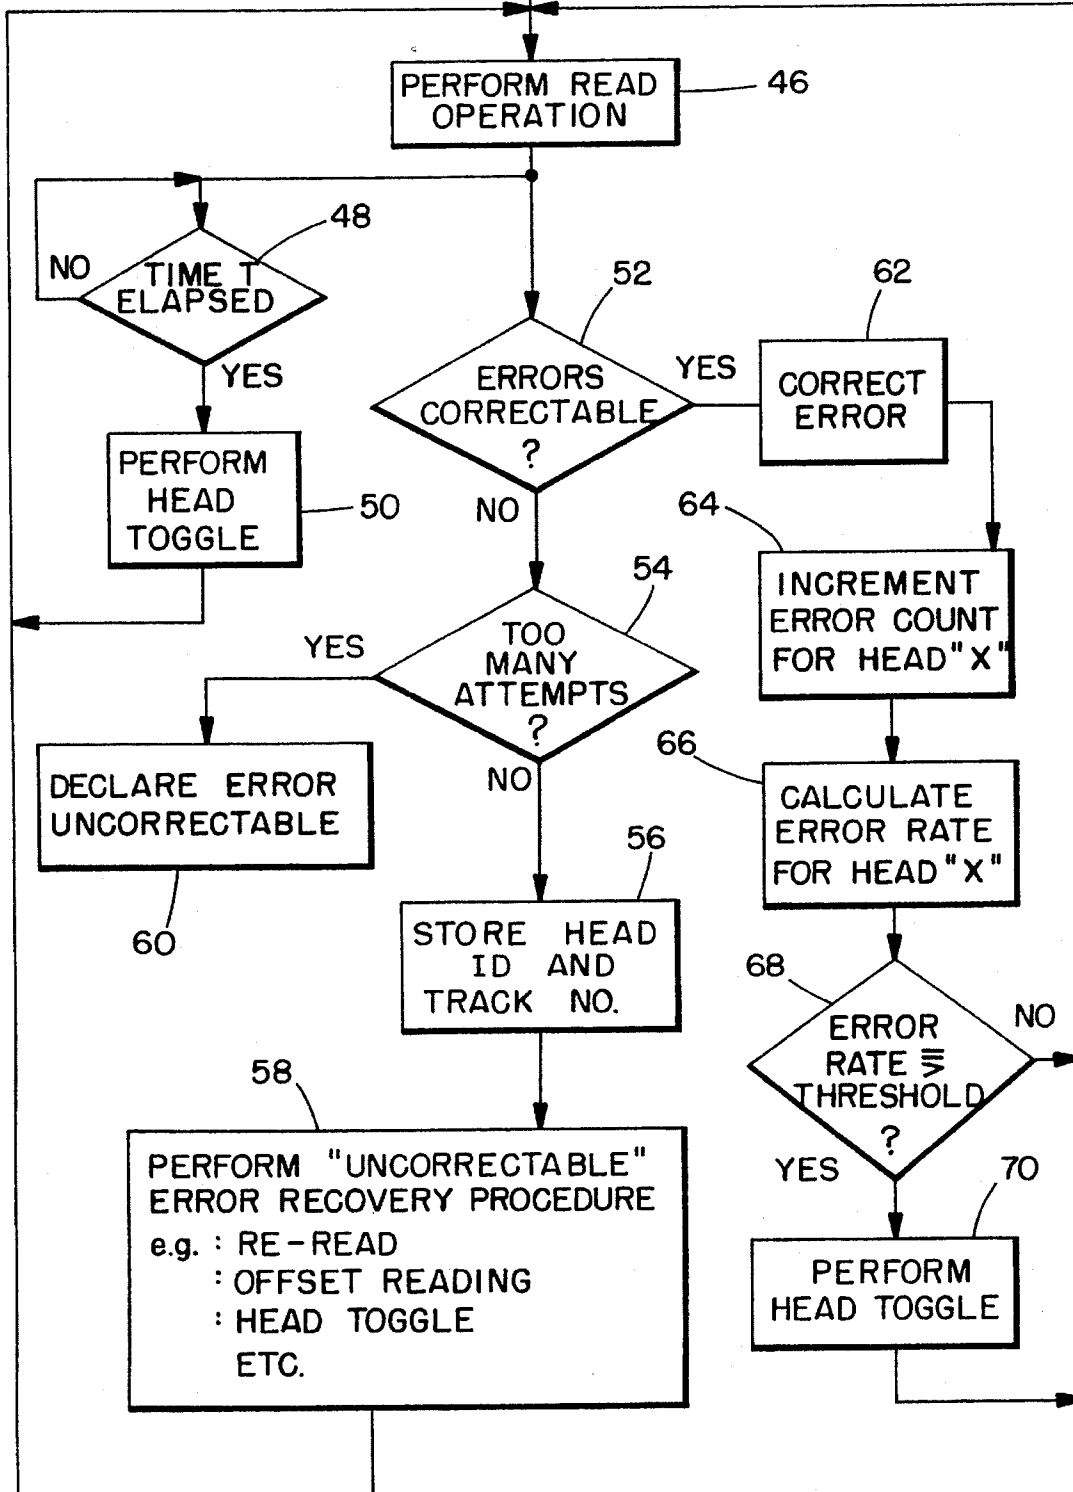 PERFORM READ
OPERATION
46
48
NO
TIME T
ELAPSED
YES
PERFORM
HEAD
TOGGLE
50
52
ERRORS
CORRECTABLE
?
YES
NO
62
CORRECT
ERROR
64
INCREMENT
ERROR COUNT
FOR HEAD "X"
54
TOO
MANY
ATTEMPTS
?
YES
NO
DECLARE ERROR
UNCORRECTABLE
60
66
CALCULATE
ERROR RATE
FOR HEAD "X"
56
STORE HEAD
ID AND
TRACK NO.
68
ERROR
RATE ⋝
THRESHOLD
?
NO
YES
58
PERFORM "UNCORRECTABLE"
ERROR RECOVERY PROCEDURE
e.g. : RE-READ
: OFFSET READING
: HEAD TOGGLE
ETC.
70
PERFORM
HEAD TOGGLE